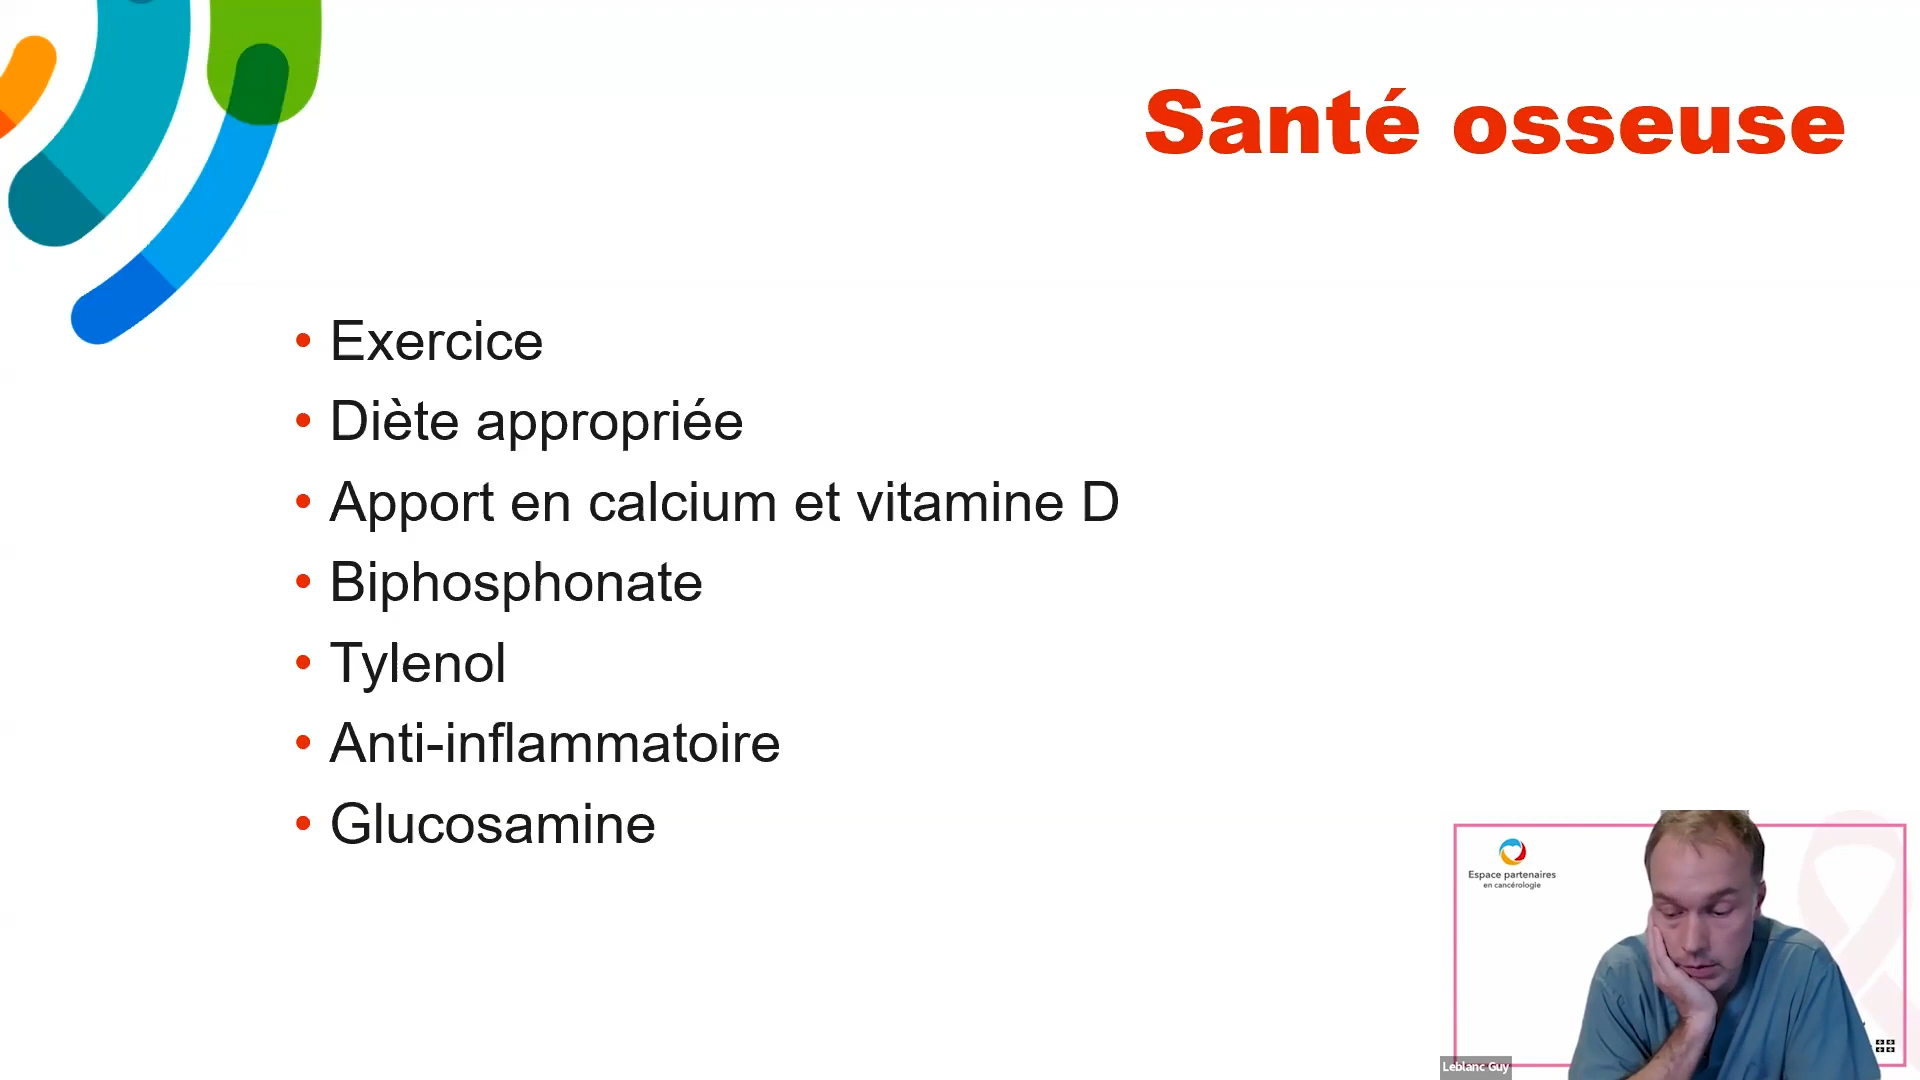 Santé osseuse
• Exercice
• Diète appropriée
• Apport en calcium et vitamine D
• Biphosphonate
• Tylenol
• Anti-inflammatoire
• Glucosamine
Espace partenaires
en cancérologie
Leblanc Guy